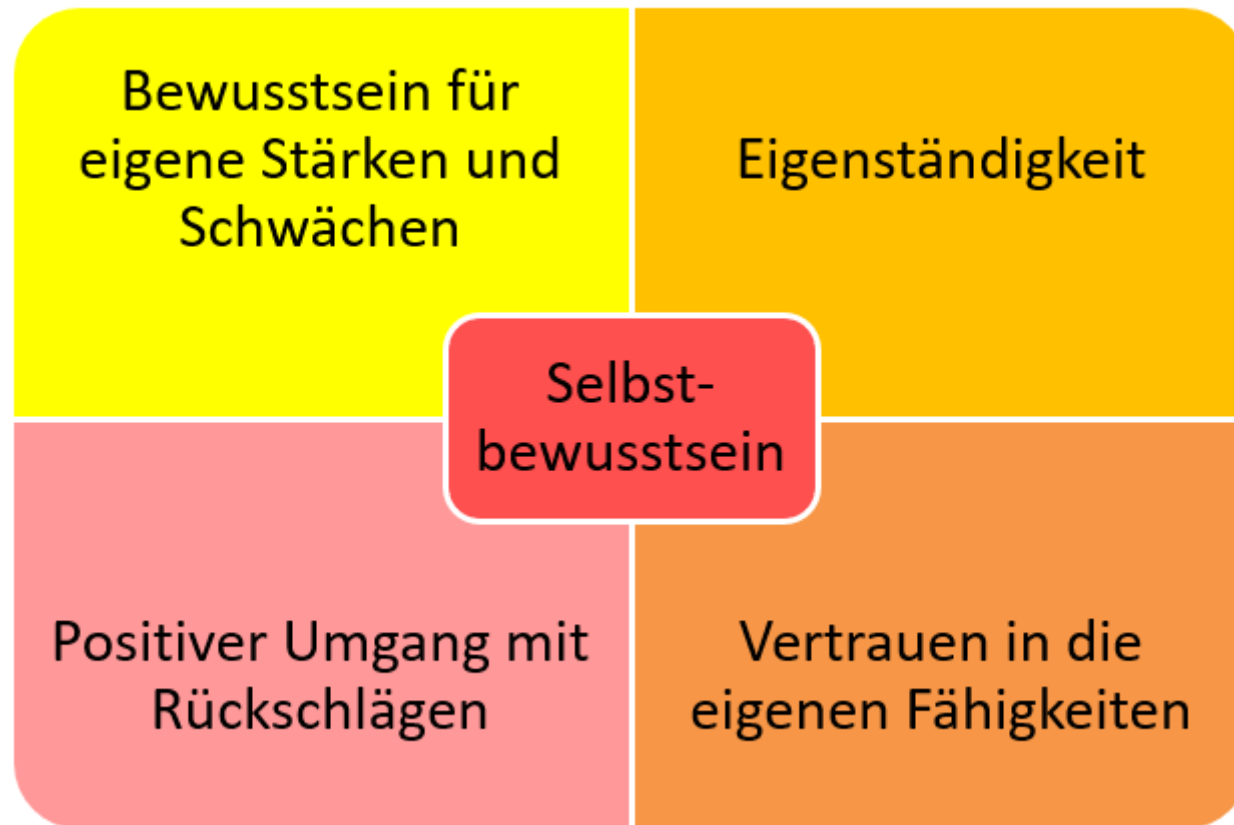 Bewusstsein für
eigene Stärken und
Schwächen
Eigenständigkeit
Selbst-
bewusstsein
Positiver Umgang mit
Rückschlägen
Vertrauen in die
eigenen Fähigkeiten